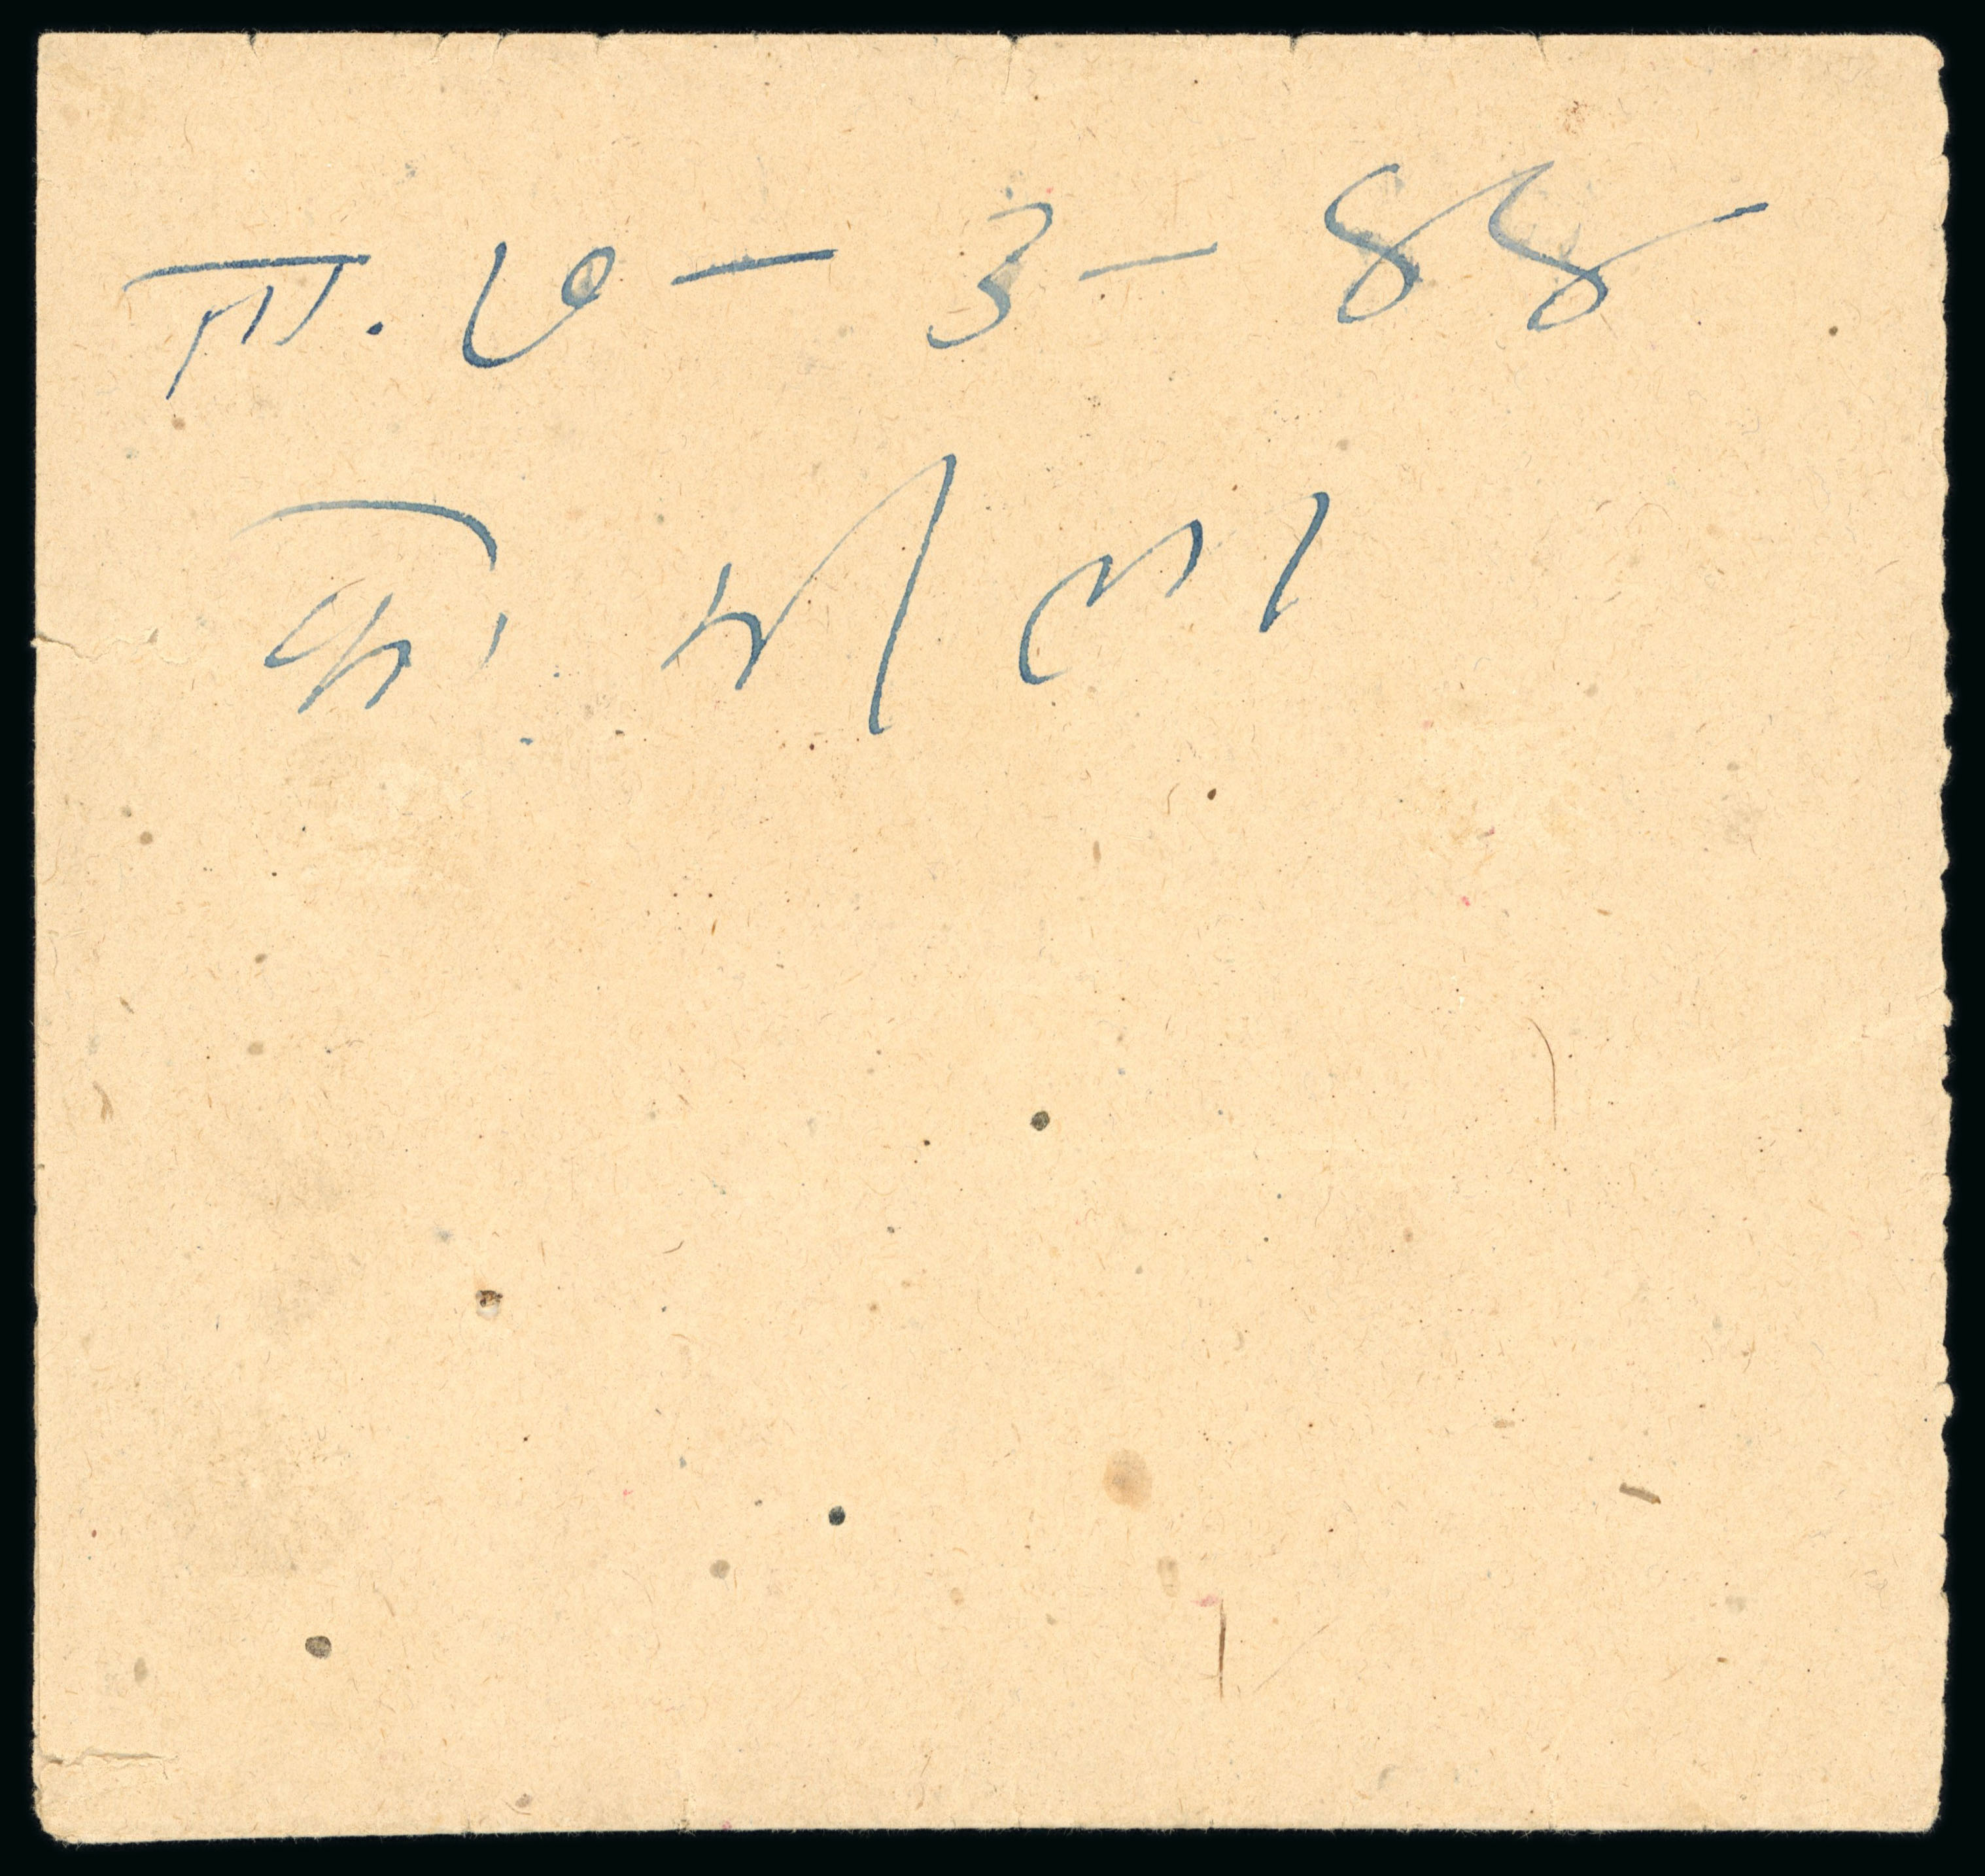 ता. ७ - ३ - ४४
को मीला